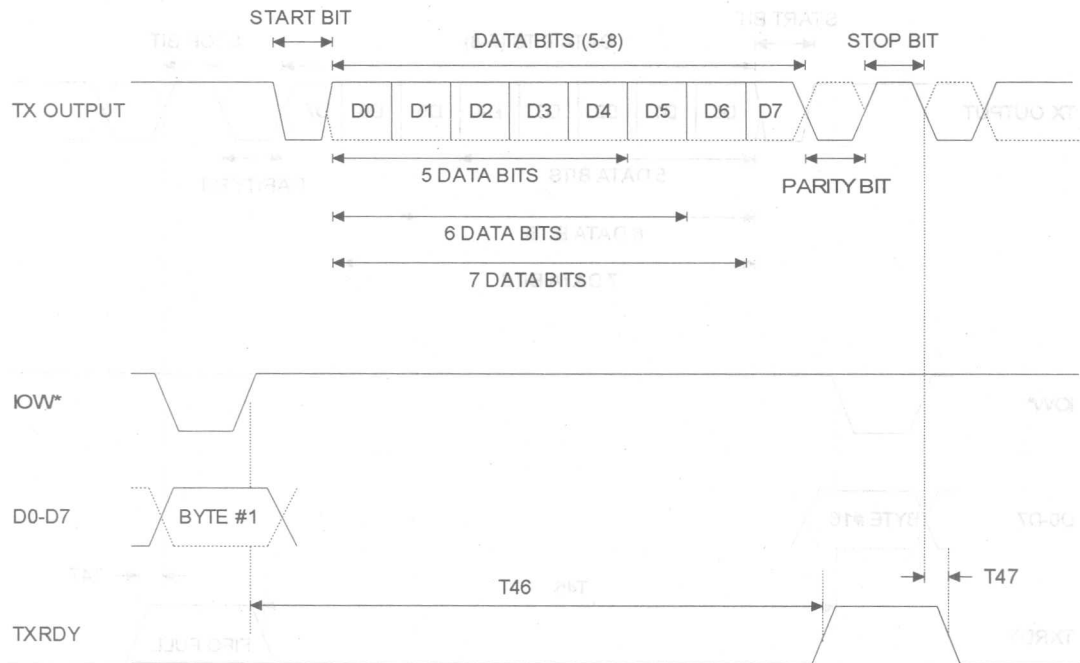 START BIT
DATA BITS (5-8)
STOP BIT
TX OUTPUT
D0 D1 D2 D3 D4 D5 D6 D7
5 DATA BITS
PARITY BIT
6 DATA BITS
7 DATA BITS
IOW*
D0-D7
BYTE #1
T46
T47
TXRDY